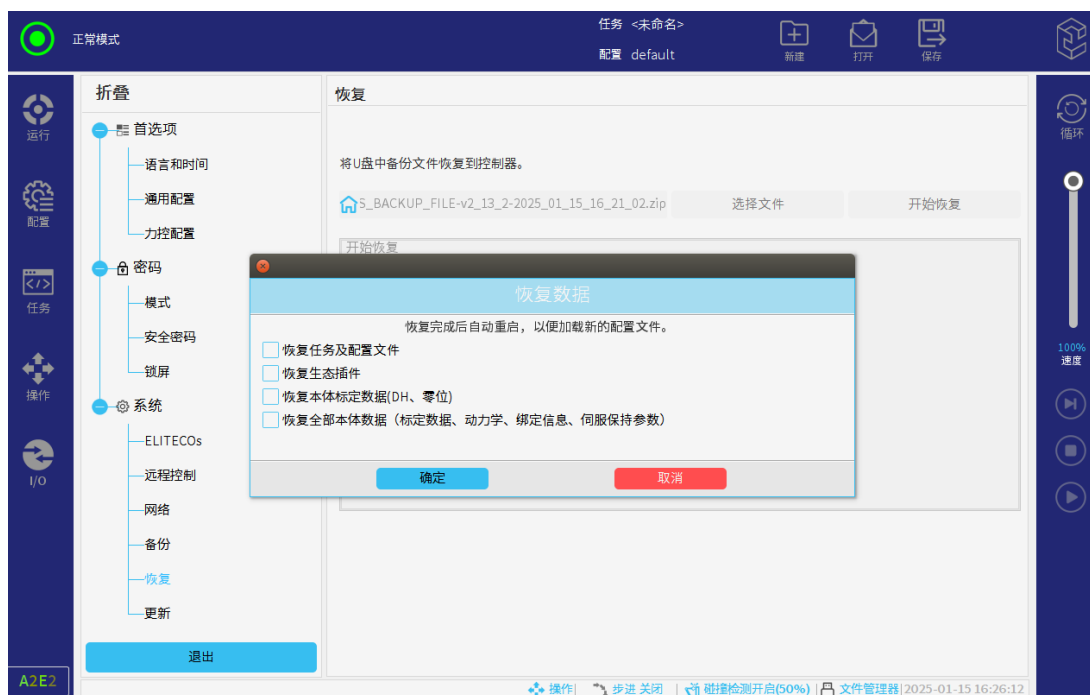 正常模式
任务 <未命名>
配置 default
新建
打开
保存
运行
配置
任务
操作
I/O
A2E2
折叠
首选项
语言和时间
通用配置
力控配置
密码
模式
安全密码
锁屏
系统
ELITECOs
远程控制
网络
备份
恢复
更新
退出
恢复
将U盘中备份文件恢复到控制器。
S_BACKUP_FILE-v2_13_2-2025_01_15_16_21_02.zip
选择文件
开始恢复
开始恢复
恢复数据
恢复完成后自动重启，以便加载新的配置文件。
恢复任务及配置文件
恢复生态插件
恢复本体标定数据(DH、零位)
恢复全部本体数据（标定数据、动力学、绑定信息、伺服保持参数）
确定
取消
循环
100%
速度
操作| 步进 关闭 | 碰撞检测开启(50%) | 文件管理器|2025-01-15 16:26:12